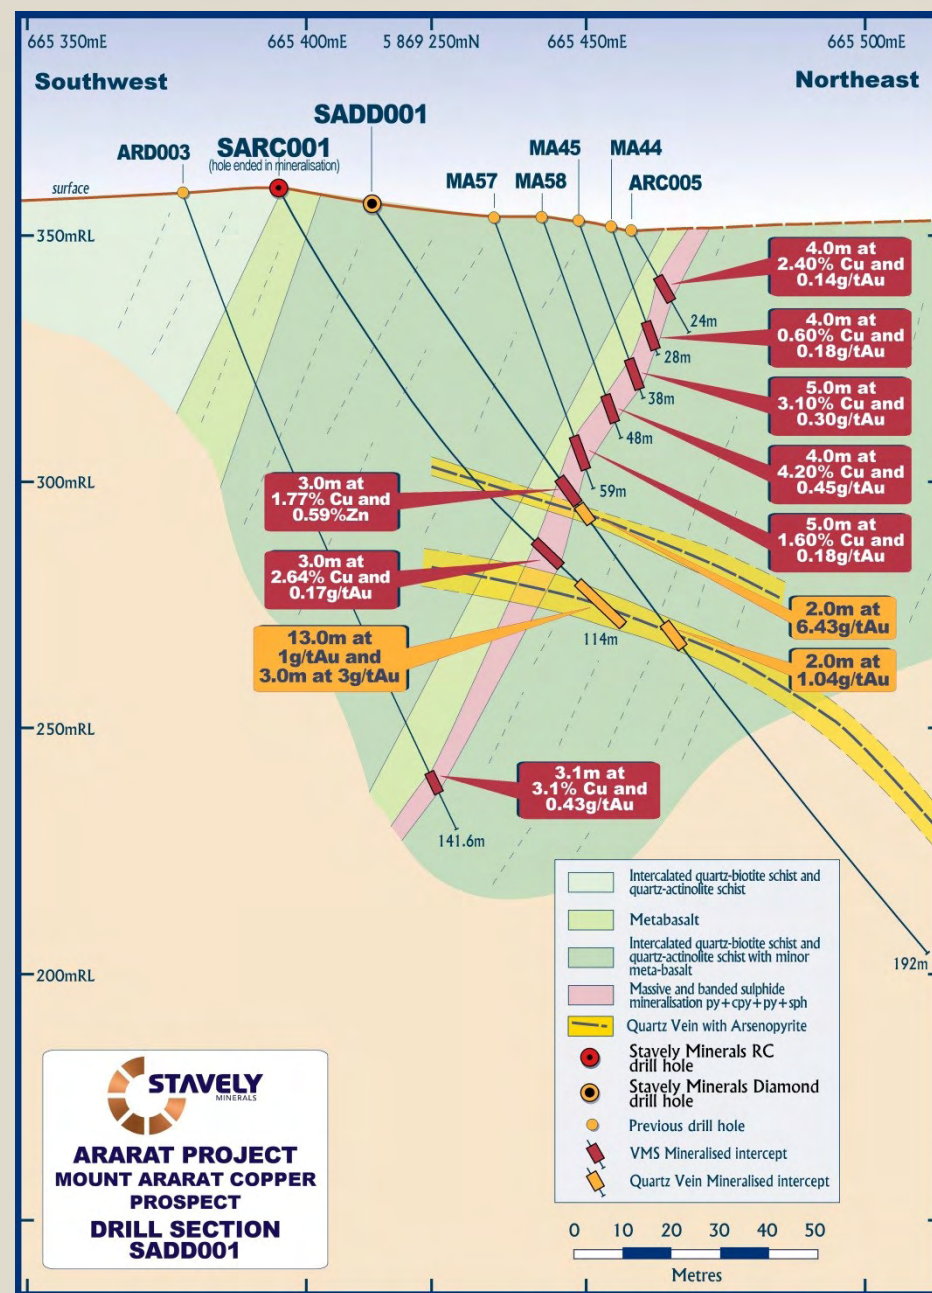 665 350mE
665 400mE
5 869 250mN
665 450mE
665 500mE
Southwest
Northeast
SADD001
SARC001
(hole ended in mineralisation)
ARD003
MA45
MA44
MA57
MA58
ARC005
surface
350mRL
300mRL
250mRL
200mRL
4.0m at
2.40% Cu and
0.14g/tAu
24m
4.0m at
0.60% Cu and
0.18g/tAu
28m
5.0m at
3.10% Cu and
0.30g/tAu
38m
4.0m at
4.20% Cu and
0.45g/tAu
48m
5.0m at
1.60% Cu and
0.18g/tAu
59m
3.0m at
1.77% Cu and
0.59%Zn
3.0m at
2.64% Cu and
0.17g/tAu
13.0m at
1g/tAu and
3.0m at 3g/tAu
114m
2.0m at
6.43g/tAu
2.0m at
1.04g/tAu
3.1m at
3.1% Cu and
0.43g/tAu
141.6m
192m
Intercalated quartz-biotite schist and
quartz-actinolite schist
Metabasalt
Intercalated quartz-biotite schist and
quartz-actinolite schist with minor
meta-basalt
Massive and banded sulphide
mineralisation py+cpy+py+sph
Quartz Vein with Arsenopyrite
Stavely Minerals RC
drill hole
Stavely Minerals Diamond
drill hole
Previous drill hole
VMS Mineralised intercept
Quartz Vein Mineralised intercept
0 10 20 30 40 50
Metres
STAVELY
MINERALS
ARARAT PROJECT
MOUNT ARARAT COPPER
PROSPECT
DRILL SECTION
SADD001